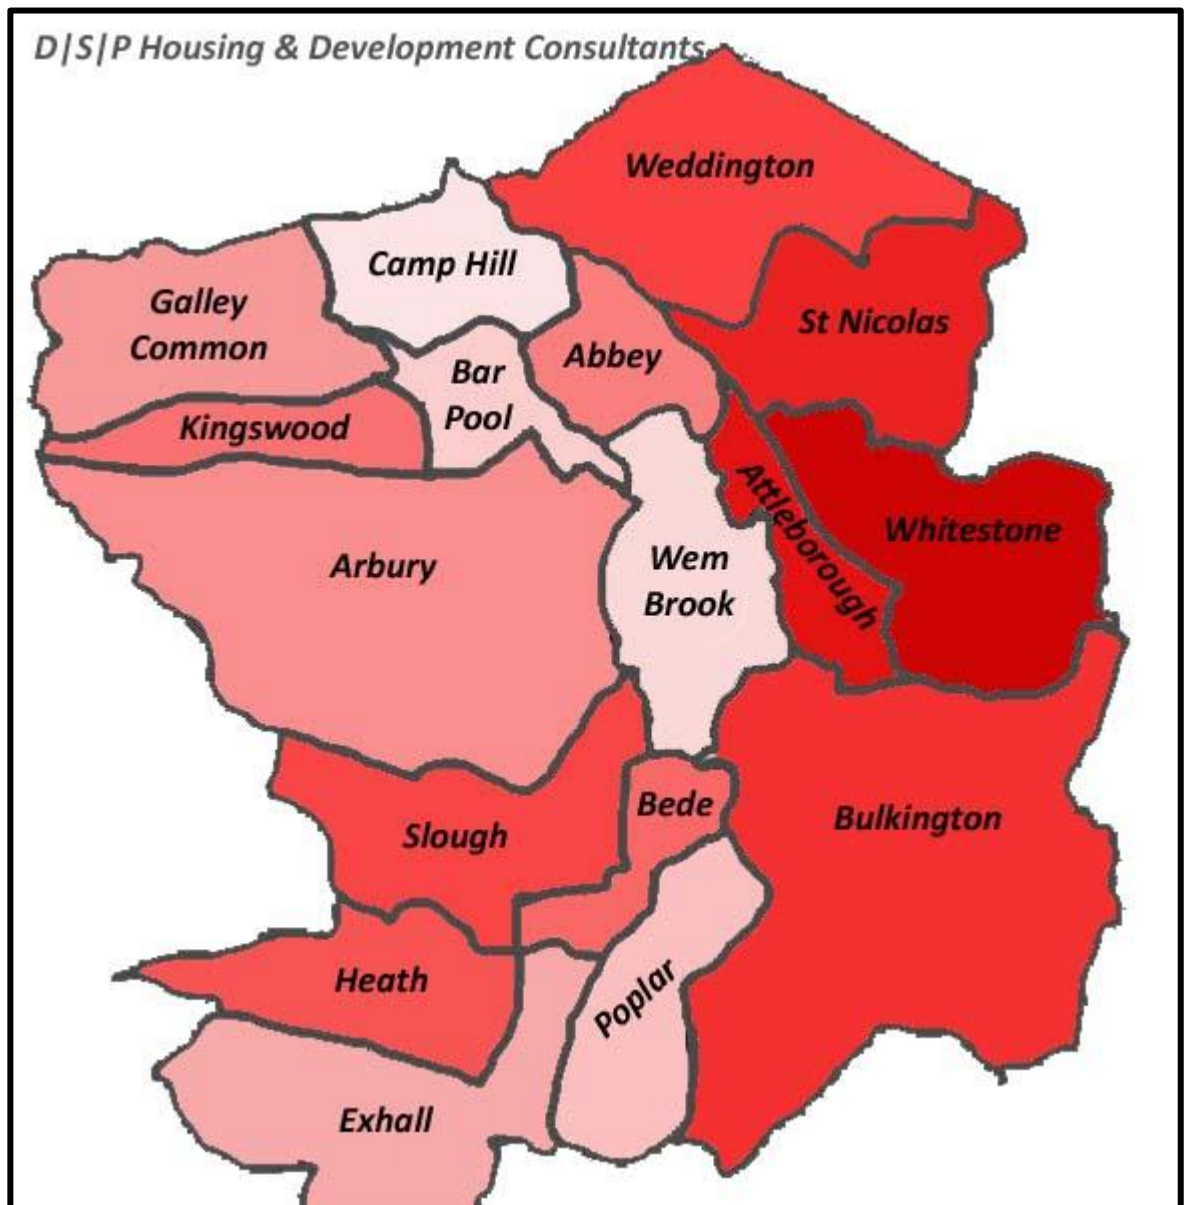 D|S|P Housing & Development Consultants
Weddington
Camp Hill
Galley
Common
St Nicolas
Abbey
Bar
Pool
Kingswood
Attleborough
Whitestone
Arbury
Wem
Brook
Bede
Bulkington
Slough
Heath
Poplar
Exhall